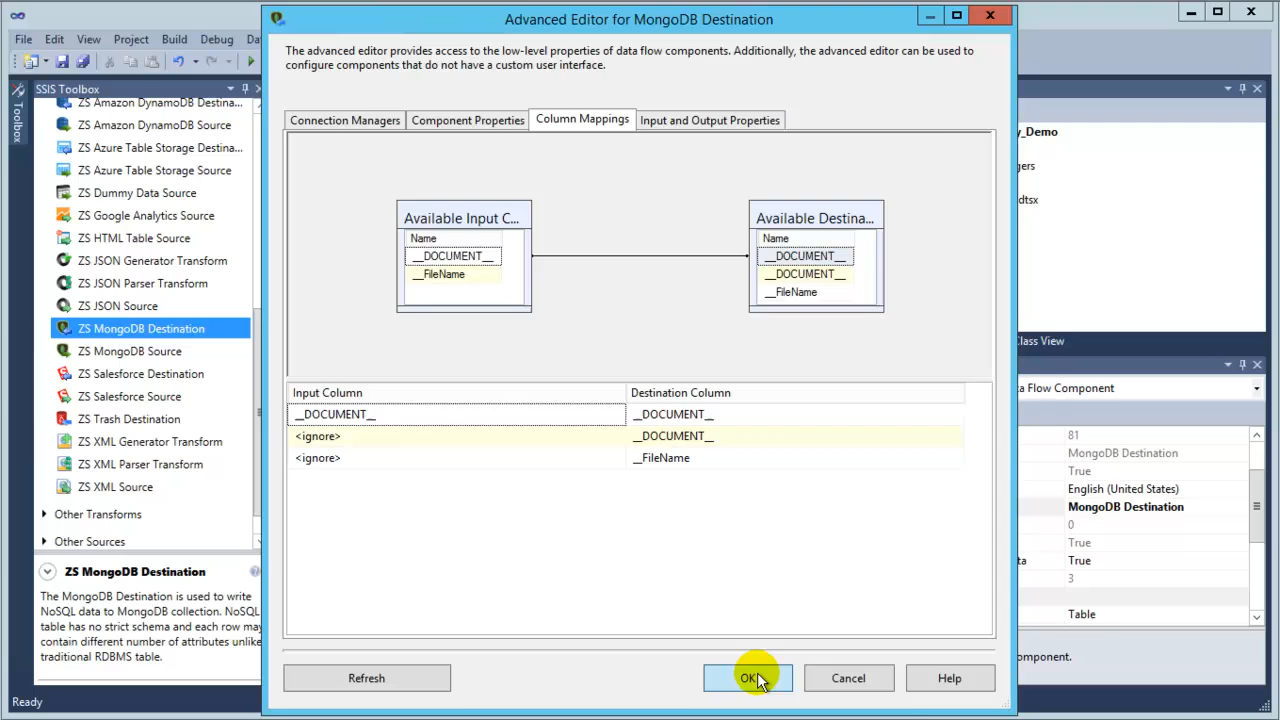 Advanced Editor for MongoDB Destination
File Edit View Project Build Debug Da
The advanced editor provides access to the low-level properties of data flow components. Additionally, the advanced editor can be used to
configure components that do not have a custom user interface.
SSIS Toolbox
Toolbox
ZS Amazon DynamoDB Destina...
ZS Amazon DynamoDB Source
ZS Azure Table Storage Destina...
ZS Azure Table Storage Source
ZS Dummy Data Source
ZS Google Analytics Source
ZS HTML Table Source
ZS JSON Generator Transform
ZS JSON Parser Transform
ZS JSON Source
ZS MongoDB Destination
ZS MongoDB Source
ZS Salesforce Destination
ZS Salesforce Source
ZS Trash Destination
ZS XML Generator Transform
ZS XML Parser Transform
ZS XML Source
Other Transforms
Other Sources
ZS MongoDB Destination
The MongoDB Destination is used to write
NoSQL data to MongoDB collection. NoSQL
table has no strict schema and each row may
contain different number of attributes unlike
traditional RDBMS table.
Ready
Connection Managers Component Properties Column Mappings Input and Output Properties
Available Input C...
Name
__DOCUMENT__
__FileName
Available Destina...
Name
__DOCUMENT__
__DOCUMENT__
__FileName
Input Column Destination Column
__DOCUMENT__ __DOCUMENT__
<ignore> __DOCUMENT__
<ignore> __FileName
Refresh OK Cancel Help
y_Demo
gers
dtsx
Class View
ta Flow Component
81
MongoDB Destination
True
English (United States)
MongoDB Destination
0
True
ta True
3
Table
omponent.